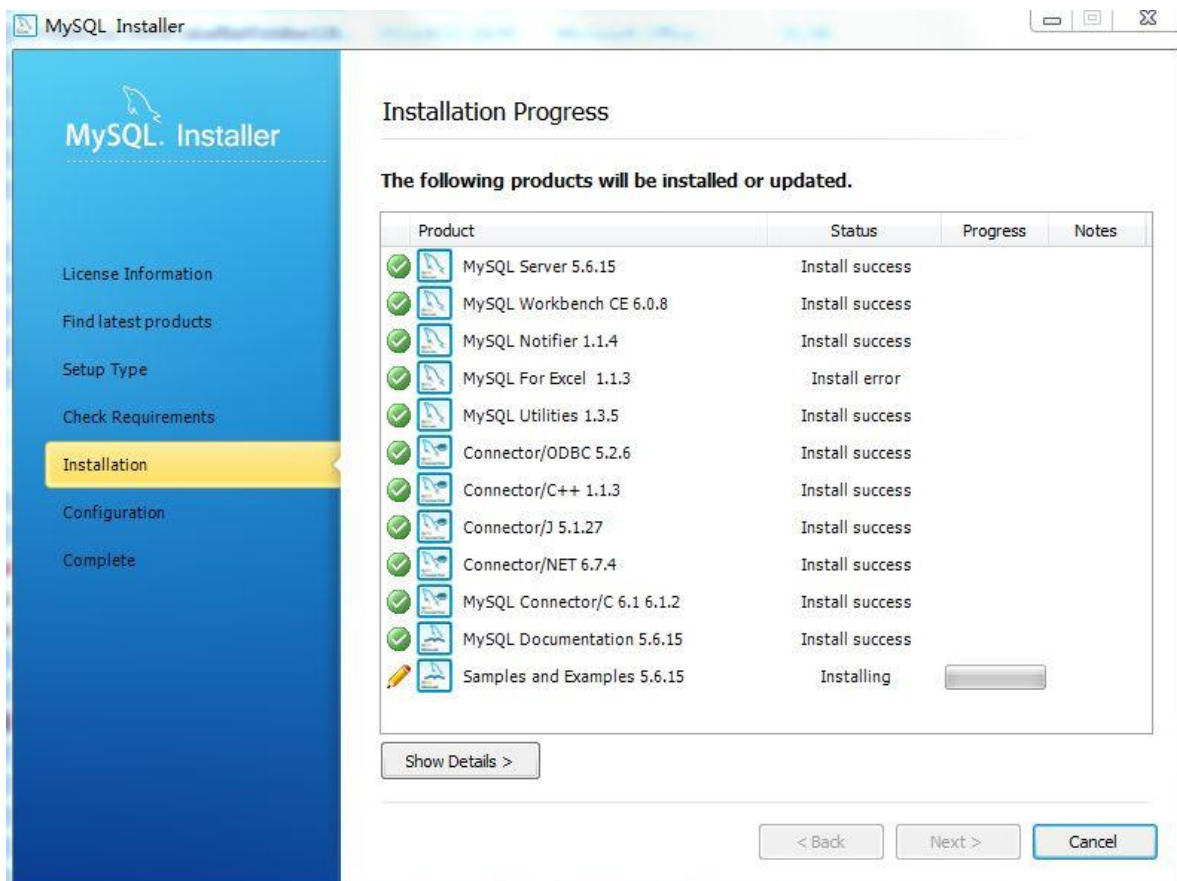 MySQL Installer
MySQL. Installer
License Information
Find latest products
Setup Type
Check Requirements
Installation
Configuration
Complete
Installation Progress
The following products will be installed or updated.
Product Status Progress Notes
MySQL Server 5.6.15 Install success
MySQL Workbench CE 6.0.8 Install success
MySQL Notifier 1.1.4 Install success
MySQL For Excel 1.1.3 Install error
MySQL Utilities 1.3.5 Install success
Connector/ODBC 5.2.6 Install success
Connector/C++ 1.1.3 Install success
Connector/J 5.1.27 Install success
Connector/NET 6.7.4 Install success
MySQL Connector/C 6.1 6.1.2 Install success
MySQL Documentation 5.6.15 Install success
Samples and Examples 5.6.15 Installing
Show Details >
< Back Next > Cancel